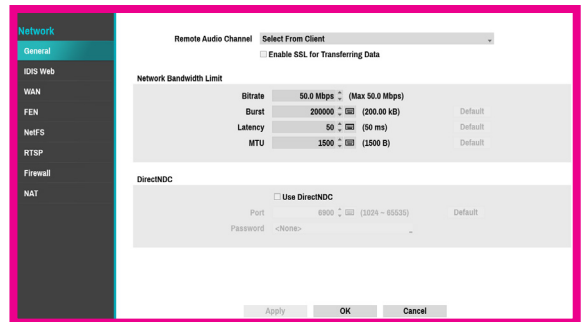 Network
General
IDIS Web
WAN
FEN
NetFS
RTSP
Firewall
NAT
Remote Audio Channel Select From Client
Enable SSL for Transferring Data
Network Bandwidth Limit
Bitrate 50.0 Mbps (Max 50.0 Mbps)
Burst 200000 (200.00 kB) Default
Latency 50 (50 ms) Default
MTU 1500 (1500 B) Default
DirectNDC
Use DirectNDC
Port 6900 (1024 ~ 65535) Default
Password <None>
Apply OK Cancel